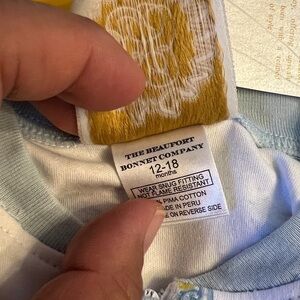 THE BEAUFORT
BONNET COMPANY
12-18
months
WEAR SNUG FITTING
NOT FLAME RESISTANT
PIMA COTTON
MADE IN PERU
ON REVERSE SIDE